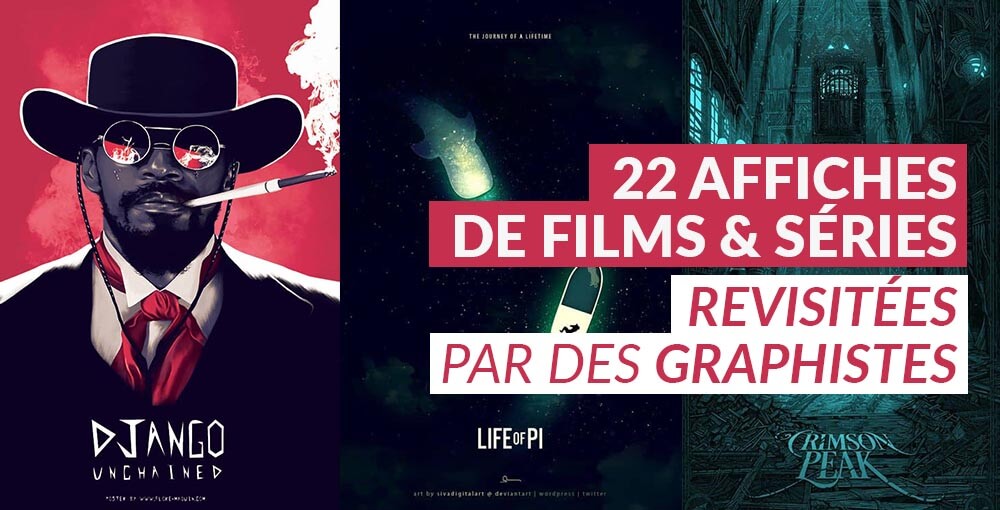 THE JOURNEY OF A LIFETIME
22 AFFICHES
DE FILMS & SÉRIES
REVISITÉES
PAR DES GRAPHISTES
DJANGO
UNCHAINED
LIFE OF PI
art by sivadigitalart @ deviantart | wordpress | twitter
CRIMSON
PEAK